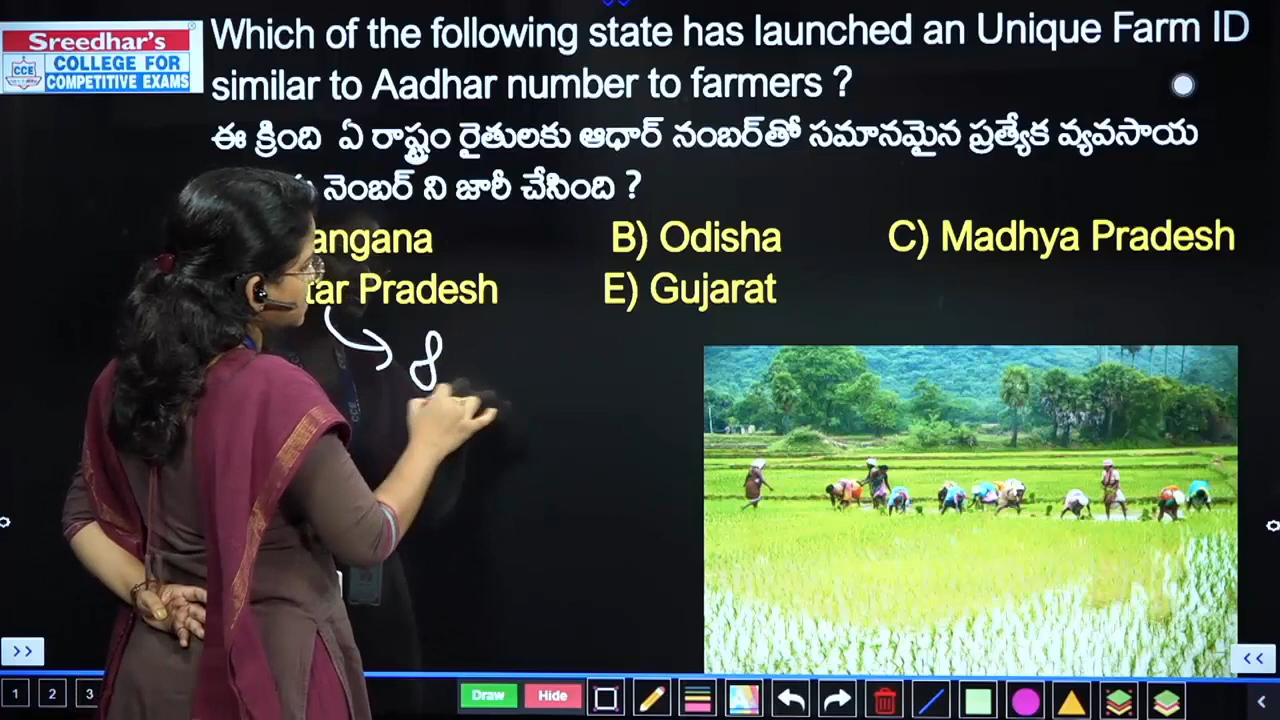 Sreedhar's
CCE
COLLEGE FOR
COMPETITIVE EXAMS
Which of the following state has launched an Unique Farm ID
similar to Aadhar number to farmers ?
ఈ క్రింది ఏ రాష్ట్రం రైతులకు ఆధార్ నంబర్‌తో సమానమైన ప్రత్యేక వ్యవసాయ
నెంబర్ ని జారీ చేసింది ?
angana B) Odisha C) Madhya Pradesh
tar Pradesh E) Gujarat
8
>> <<
1 2 3 Draw Hide